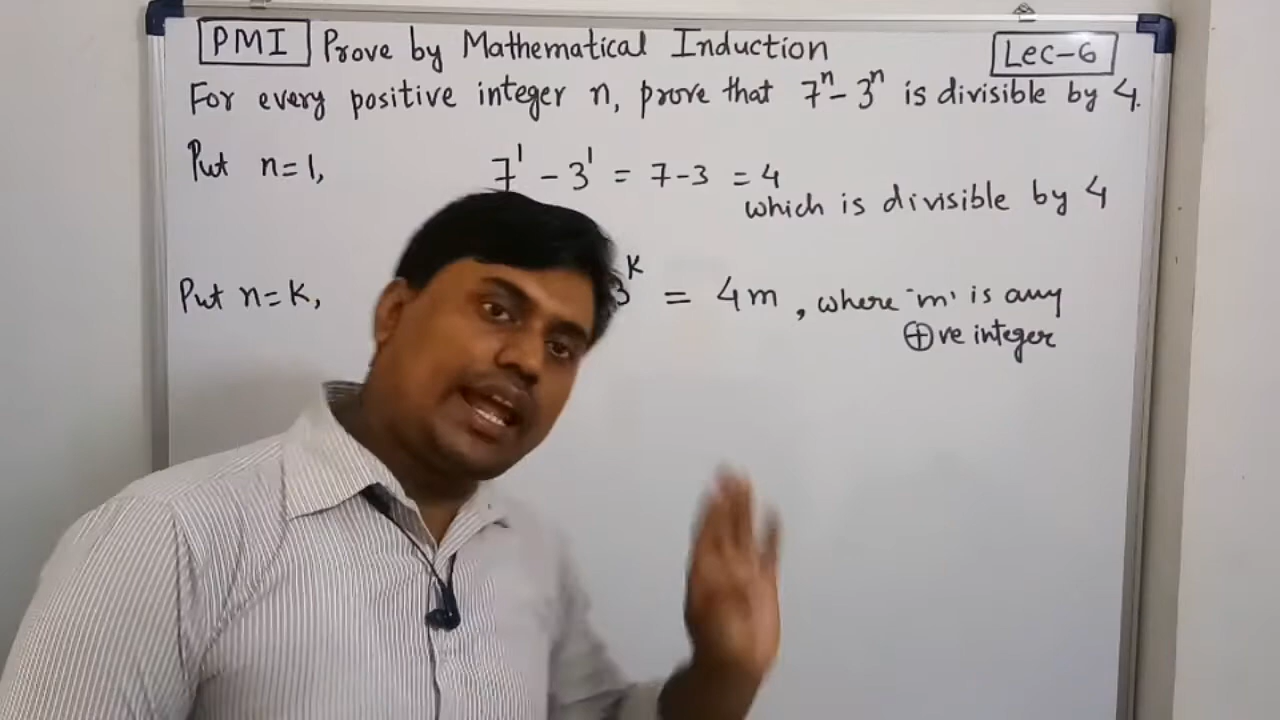 PMI Prove by Mathematical Induction Lec-6
For every positive integer n, prove that 7ⁿ - 3ⁿ is divisible by 4.
Put n=1, 7¹ - 3¹ = 7-3 = 4
which is divisible by 4
Put n=K, 3ᴷ = 4m, where "m" is any
⊕ve integer